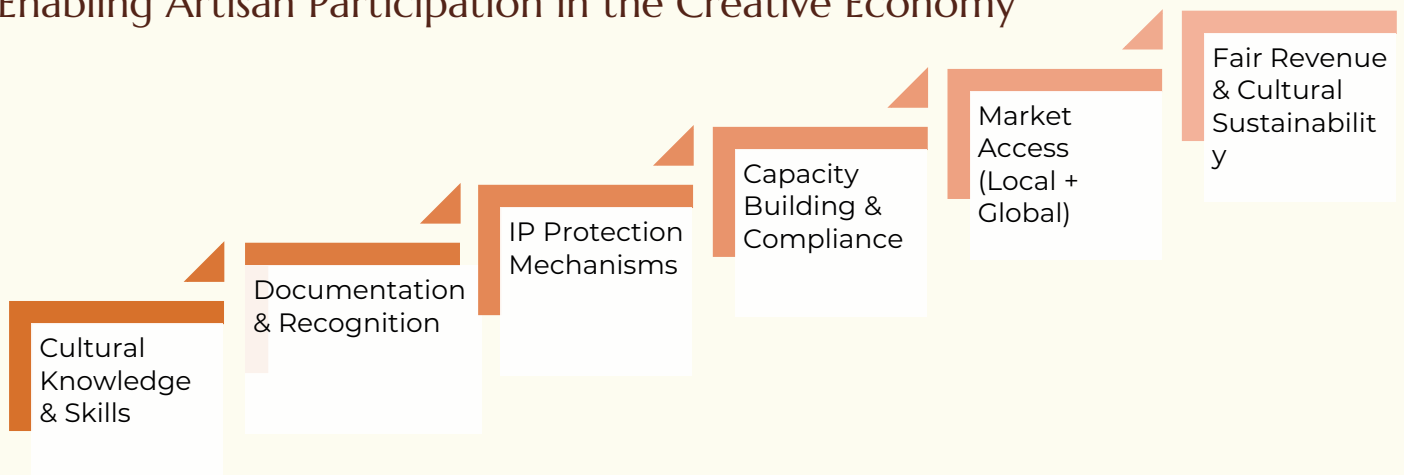 Enabling Artisan Participation in the Creative Economy
Cultural
Knowledge
& Skills
Documentation
& Recognition
IP Protection
Mechanisms
Capacity
Building &
Compliance
Market
Access
(Local +
Global)
Fair Revenue
& Cultural
Sustainabilit
y